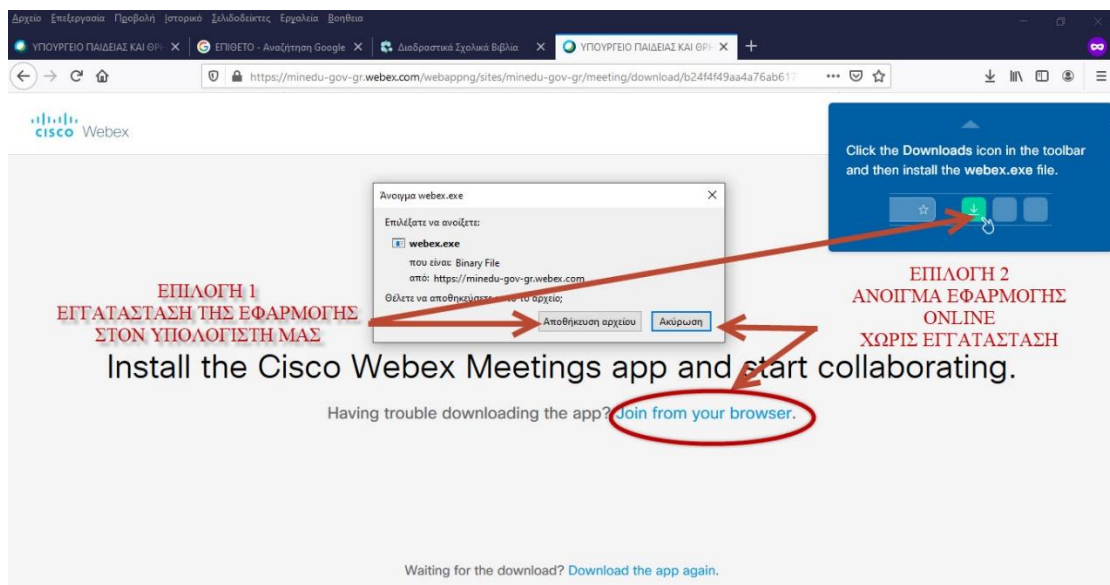 Αρχείο Επεξεργασία Προβολή Ιστορικό Σελιδοδείκτες Εργαλεία Βοήθεια
ΥΠΟΥΡΓΕΙΟ ΠΑΙΔΕΙΑΣ ΚΑΙ ΘΡΗ
ΕΠΙΘΕΤΟ - Αναζήτηση Google
Διαδραστικά Σχολικά Βιβλία
ΥΠΟΥΡΓΕΙΟ ΠΑΙΔΕΙΑΣ ΚΑΙ ΘΡΗ
https://minedu-gov-gr.webex.com/webappng/sites/minedu-gov-gr/meeting/download/b24f4f49aa4a76ab617
cisco Webex
Click the Downloads icon in the toolbar
and then install the webex.exe file.
Άνοιγμα webex.exe
Επιλέξατε να ανοίξετε:
webex.exe
που είναι: Binary File
από: https://minedu-gov-gr.webex.com
Θέλετε να αποθηκεύσετε αυτό το αρχείο;
Αποθήκευση αρχείου Ακύρωση
ΕΠΙΛΟΓΗ 1
ΕΓΓΑΤΑΣΤΑΣΗ ΤΗΣ ΕΦΑΡΜΟΓΗΣ
ΣΤΟΝ ΥΠΟΛΟΓΙΣΤΗ ΜΑΣ
ΕΠΙΛΟΓΗ 2
ΑΝΟΙΓΜΑ ΕΦΑΡΜΟΓΗΣ
ONLINE
ΧΩΡΙΣ ΕΓΓΑΤΑΣΤΑΣΗ
Install the Cisco Webex Meetings app and start collaborating.
Having trouble downloading the app? Join from your browser.
Waiting for the download? Download the app again.